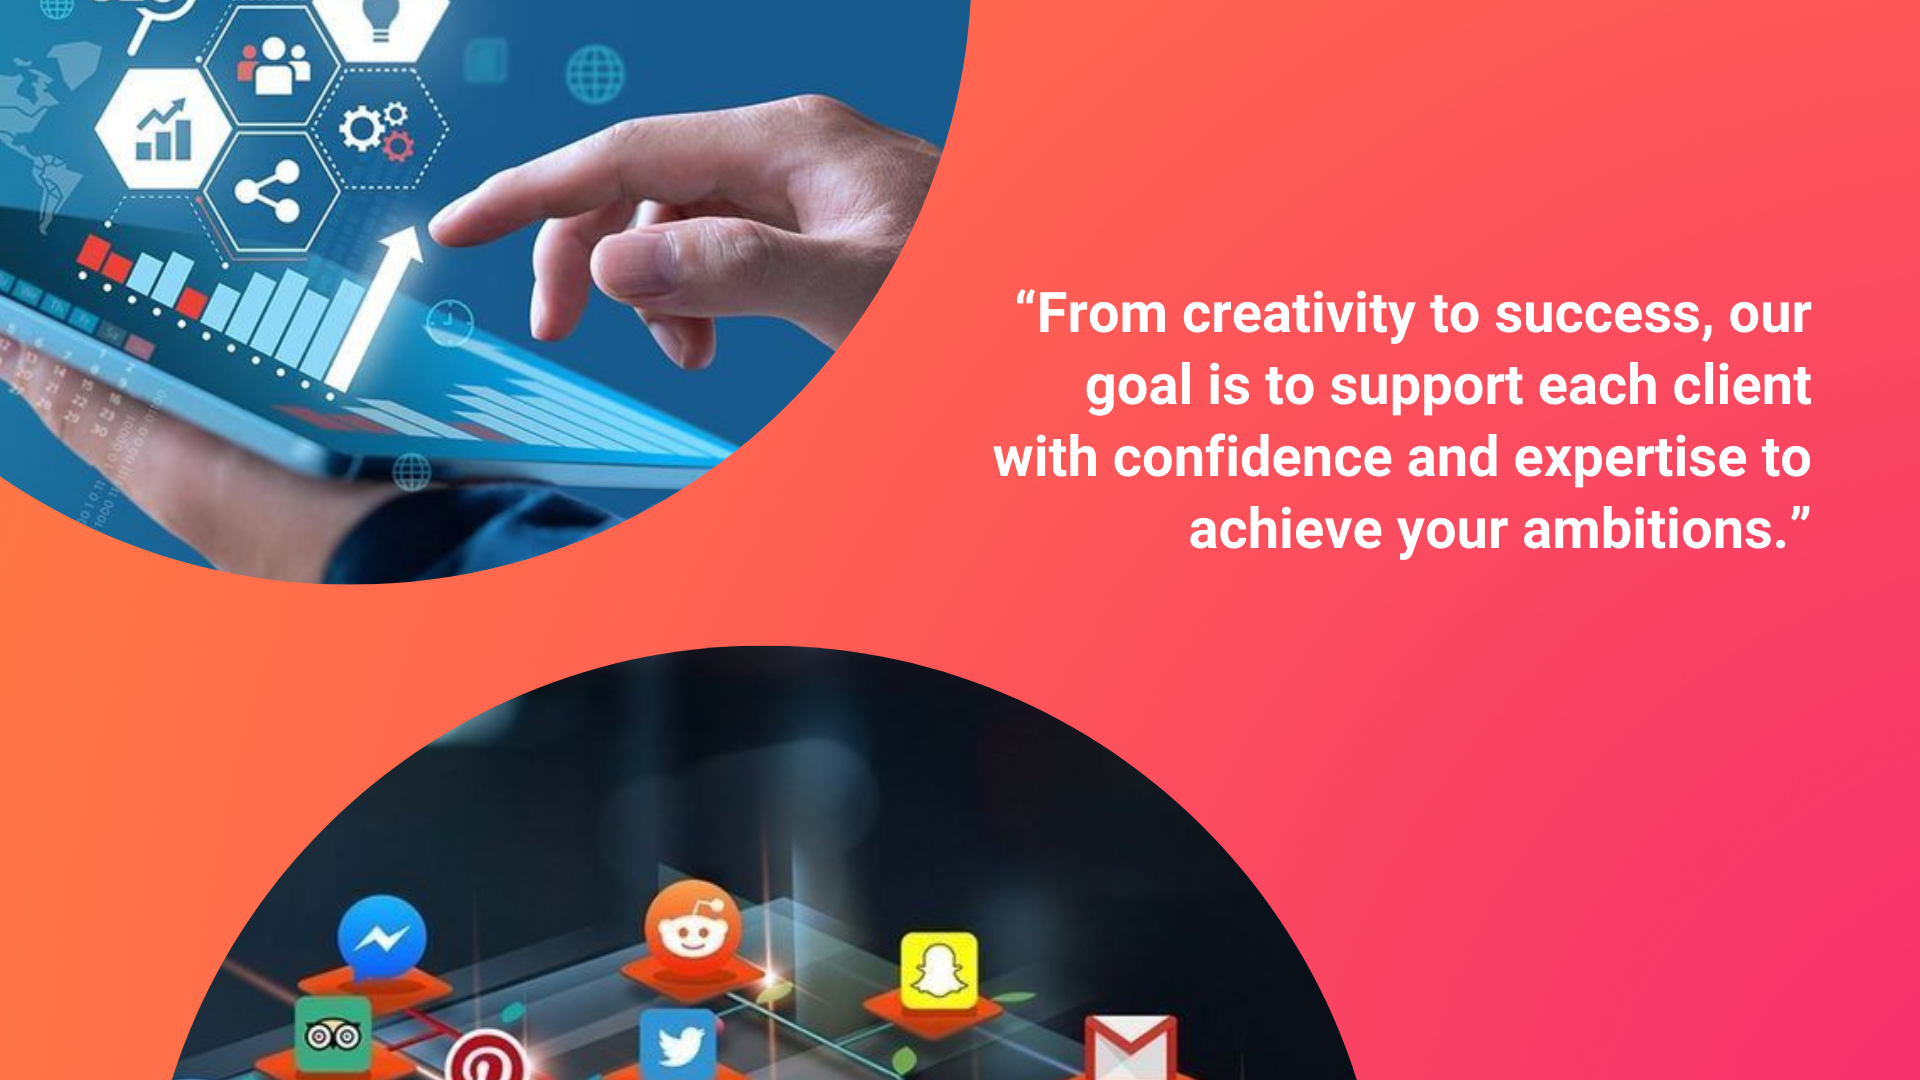 “From creativity to success, our
goal is to support each client
with confidence and expertise to
achieve your ambitions.”